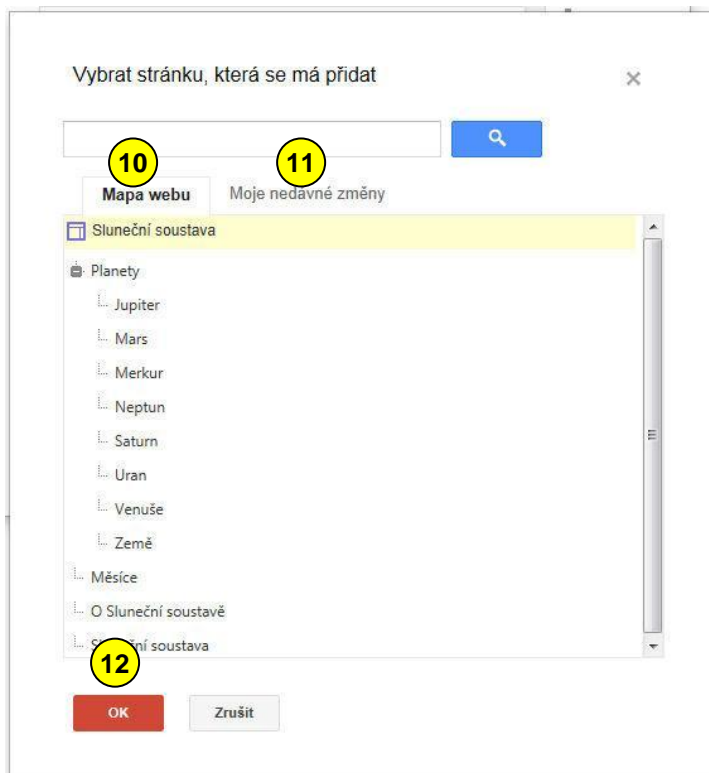 Vybrat stránku, která se má přidat
10
11
Mapa webu
Moje nedávné změny
Sluneční soustava
Planety
Jupiter
Mars
Merkur
Neptun
Saturn
Uran
Venuše
Země
Měsíce
O Sluneční soustavě
Sluneční soustava
12
OK
Zrušit